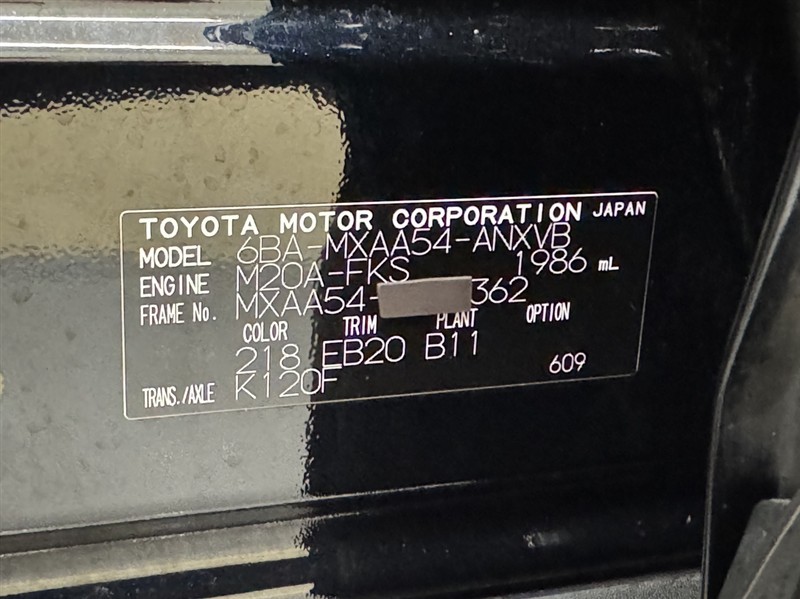 TOYOTA MOTOR CORPORATION JAPAN
MODEL 6BA-MXAA54-ANXVB
ENGINE M20A-FKS 1986 mL
FRAME No. MXAA54- 362
COLOR TRIM PLANT OPTION
218 EB20 B11
TRANS./AXLE K120F 609